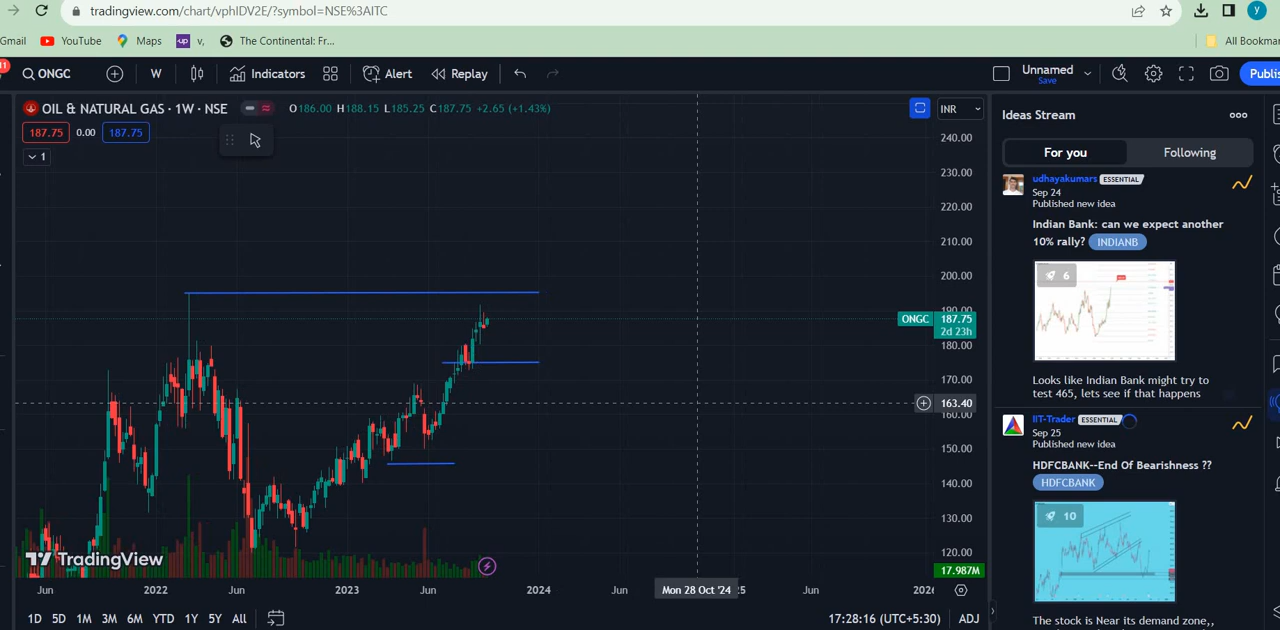 tradingview.com/chart/vphIDV2E/?symbol=NSE%3AITC
Gmail YouTube Maps v, The Continental: Fr... All Bookmar
11 ONGC W Indicators Alert Replay Unnamed Save Publis
OIL & NATURAL GAS · 1W · NSE O186.00 H188.15 L185.25 C187.75 +2.65 (+1.43%) INR
187.75 0.00 187.75
1
240.00
230.00
220.00
210.00
200.00
190.00
ONGC 187.75
2d 23h
180.00
170.00
163.40
160.00
150.00
140.00
130.00
120.00
17.987M
TradingView
Jun 2022 Jun 2023 Jun 2024 Jun Mon 28 Oct '24 Jun 2026
1D 5D 1M 3M 6M YTD 1Y 5Y All 17:28:16 (UTC+5:30) ADJ
Ideas Stream
For you Following
udhayakumars ESSENTIAL
Sep 24
Published new idea
Indian Bank: can we expect another
10% rally? INDIANB
6
Looks like Indian Bank might try to
test 465, lets see if that happens
IIT-Trader ESSENTIAL
Sep 25
Published new idea
HDFCBANK--End Of Bearishness ??
HDFCBANK
10
The stock is Near its demand zone,,